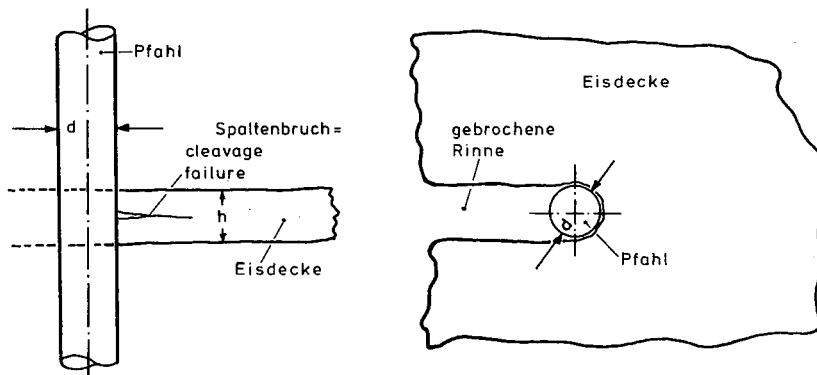 Pfahl
d
Spaltenbruch =
cleavage
failure
h
Eisdecke
Eisdecke
gebrochene
Rinne
d
Pfahl